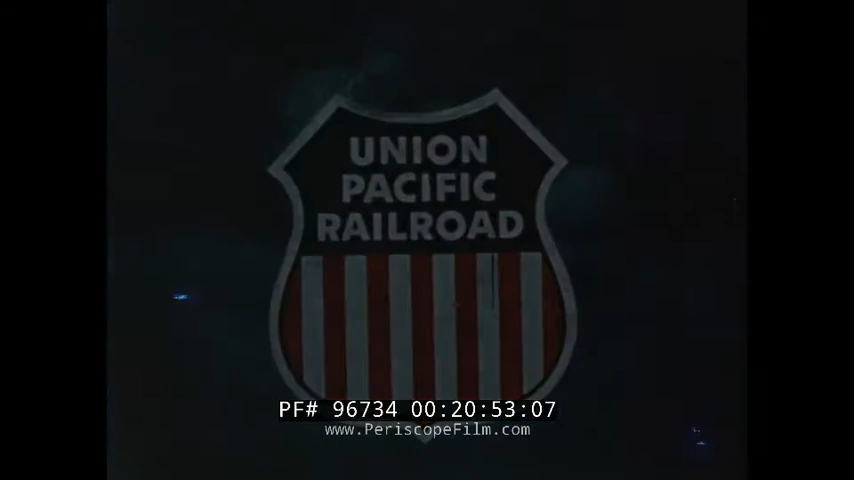 UNION
PACIFIC
RAILROAD
PF# 96734 00:20:53:07
www.PeriscopeFilm.com